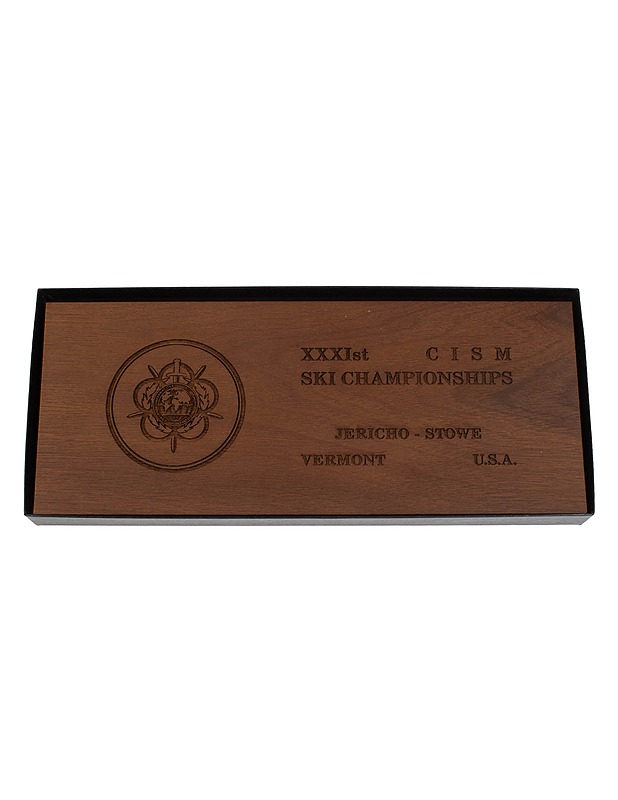 XXXIst C I S M
SKI CHAMPIONSHIPS
JERICHO - STOWE
VERMONT U.S.A.